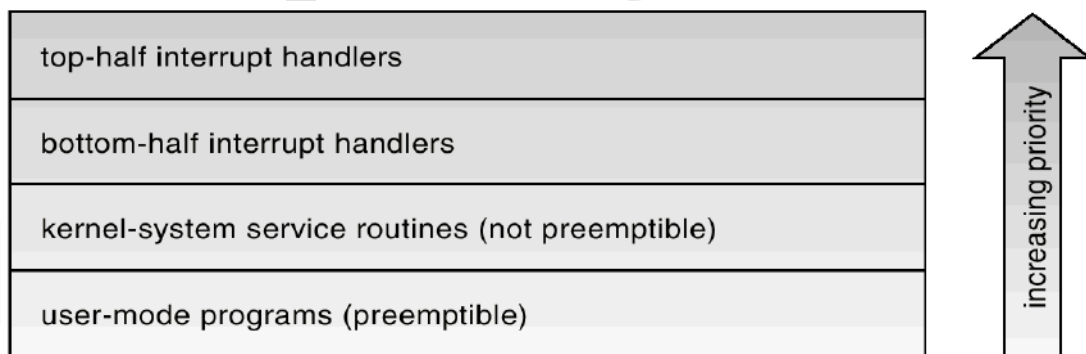 top-half interrupt handlers
bottom-half interrupt handlers
kernel-system service routines (not preemptible)
user-mode programs (preemptible)
increasing priority